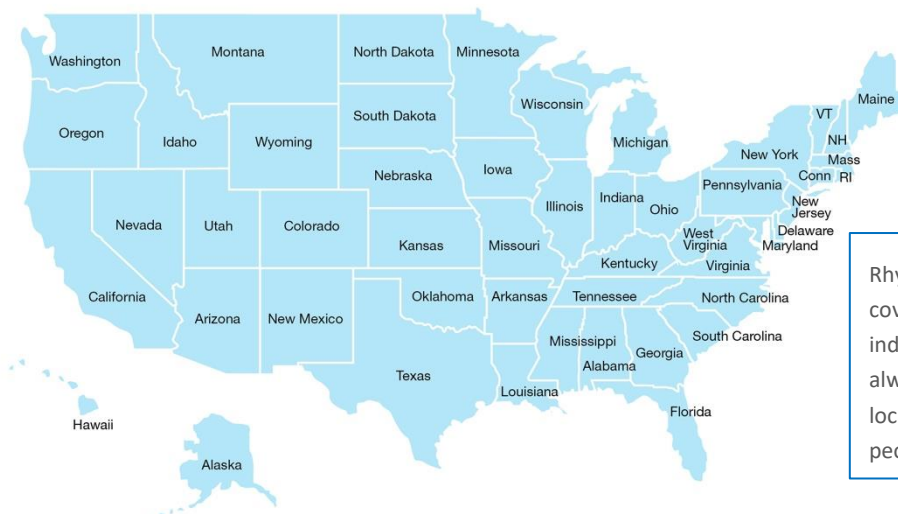 Washington
Montana
North Dakota
Minnesota
Maine
Oregon
Idaho
Wyoming
South Dakota
Wisconsin
Michigan
VT
NH
New York
Mass
Conn
RI
Nebraska
Iowa
Illinois
Indiana
Ohio
Pennsylvania
New
Jersey
Nevada
Utah
Colorado
Kansas
Missouri
West
Virginia
Delaware
Maryland
Kentucky
Virginia
California
Arizona
New Mexico
Oklahoma
Arkansas
Tennessee
North Carolina
South Carolina
Mississippi
Alabama
Georgia
Texas
Louisiana
Florida
Hawaii
Alaska
Rhy
cov
ind
alw
loc